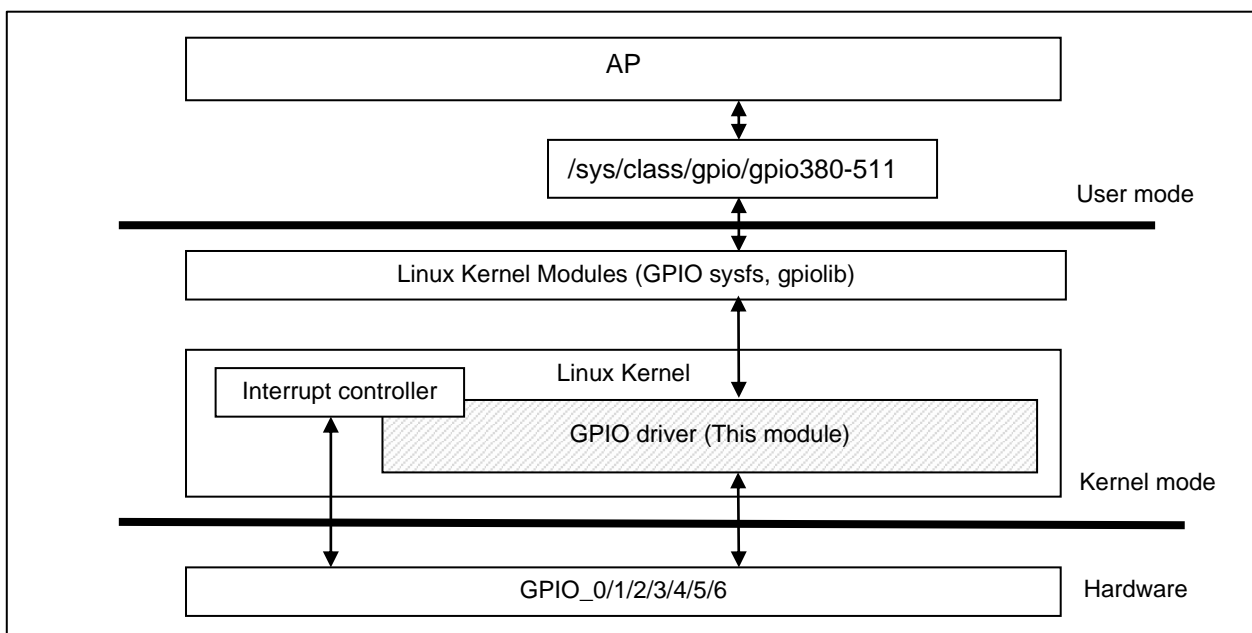 AP
/sys/class/gpio/gpio380-511
User mode
Linux Kernel Modules (GPIO sysfs, gpiolib)
Linux Kernel
Interrupt controller
GPIO driver (This module)
Kernel mode
GPIO_0/1/2/3/4/5/6
Hardware